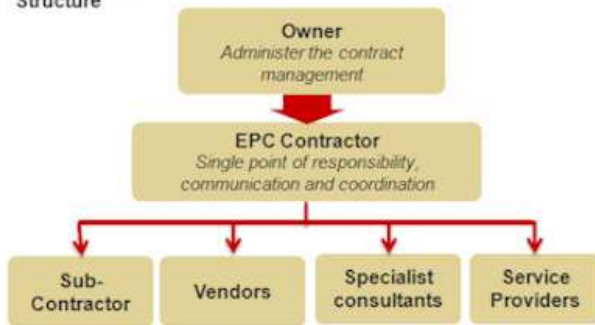 Structure
Owner
Administer the contract
management
EPC Contractor
Single point of responsibility,
communication and coordination
Sub-
Contractor
Vendors
Specialist
consultants
Service
Providers